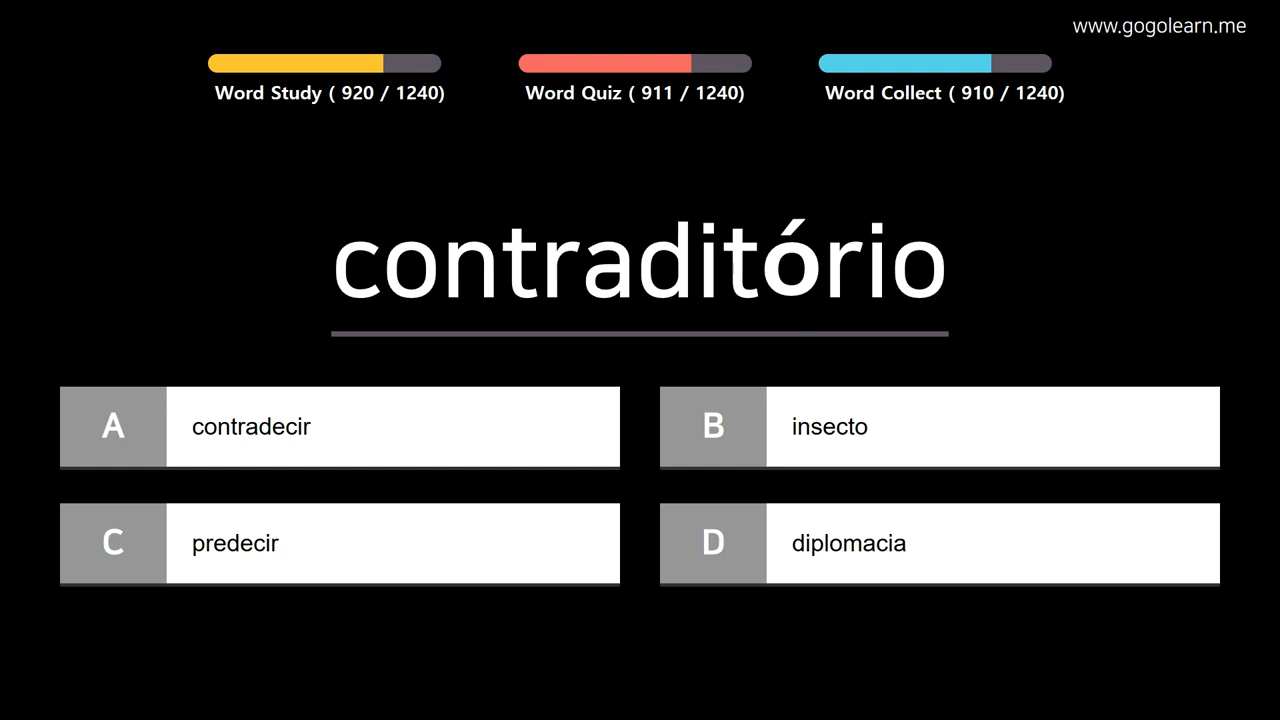 www.gogolearn.me
Word Study ( 920 / 1240)
Word Quiz ( 911 / 1240)
Word Collect ( 910 / 1240)
contraditório
A contradecir
B insecto
C predecir
D diplomacia